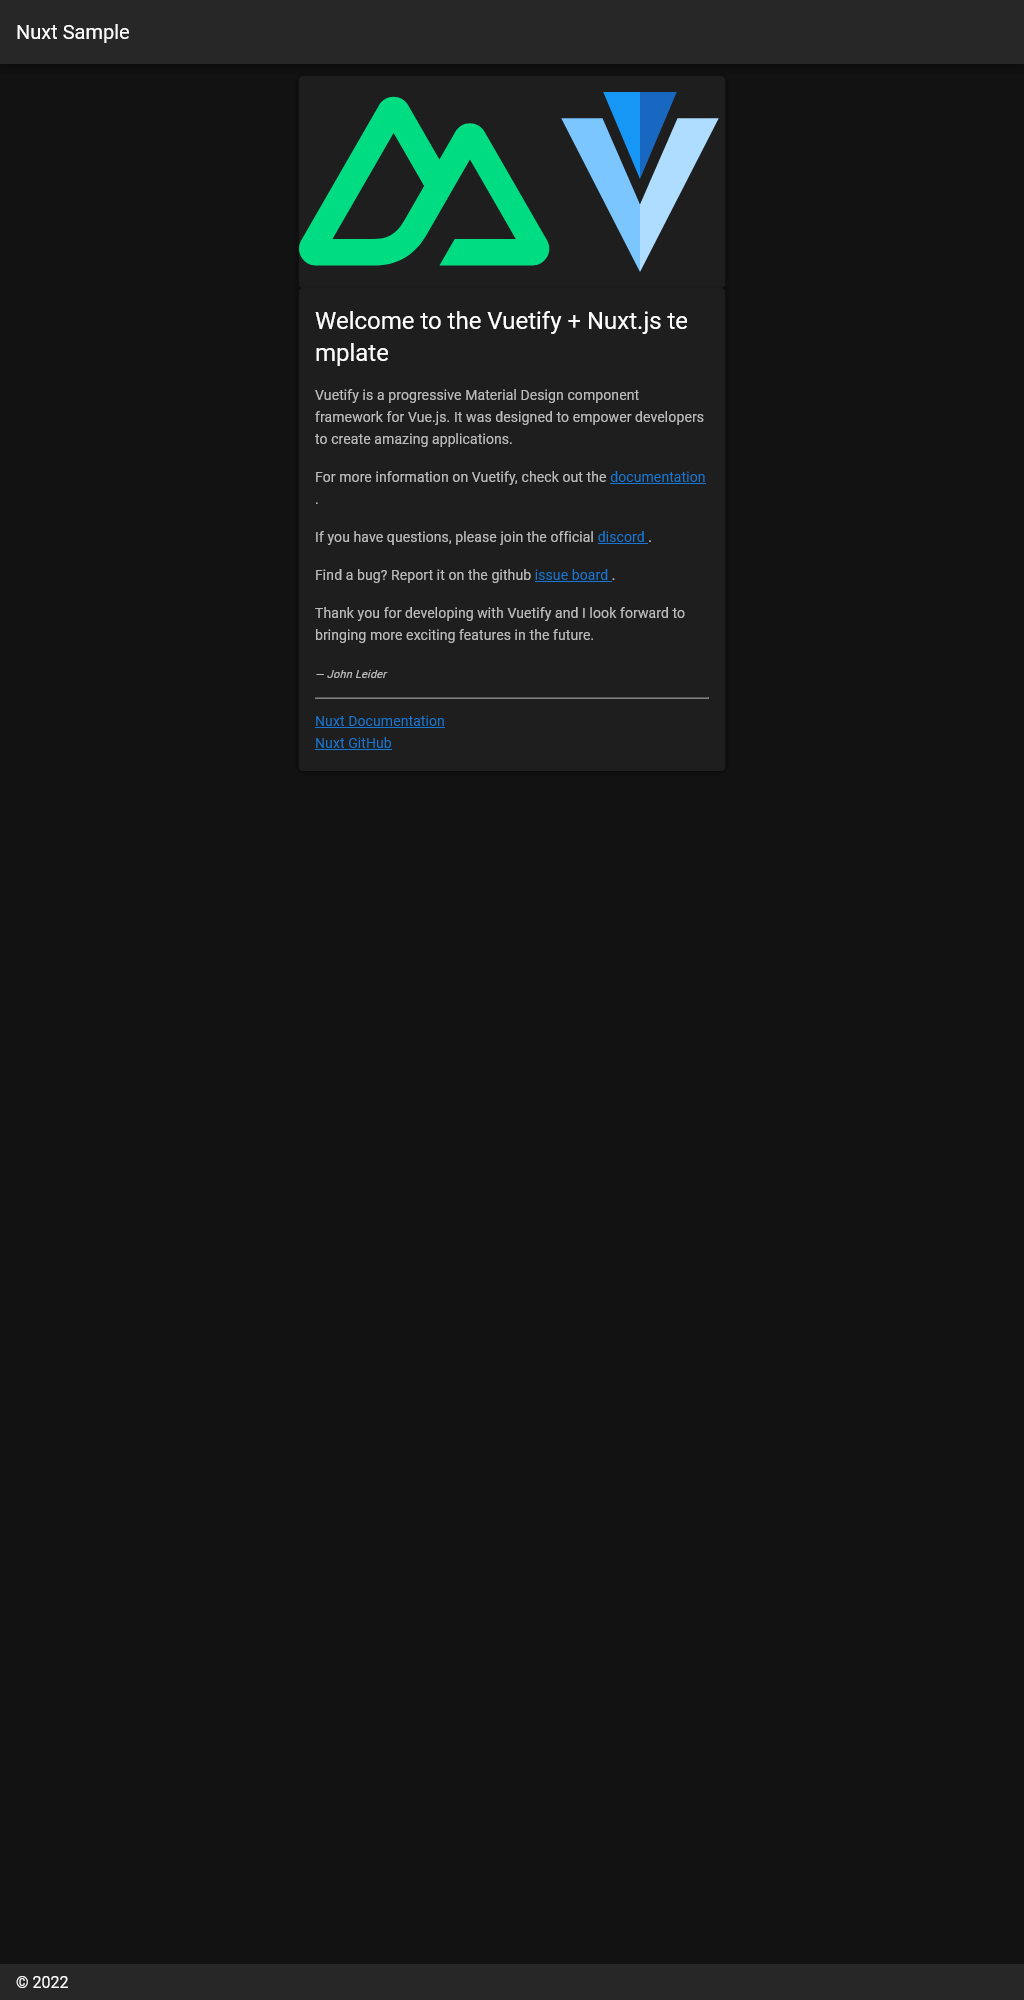 Nuxt Sample
Welcome to the Vuetify + Nuxt.js te
mplate
Vuetify is a progressive Material Design component
framework for Vue.js. It was designed to empower developers
to create amazing applications.
For more information on Vuetify, check out the documentation
.
If you have questions, please join the official discord .
Find a bug? Report it on the github issue board .
Thank you for developing with Vuetify and I look forward to
bringing more exciting features in the future.
— John Leider
Nuxt Documentation
Nuxt GitHub
© 2022